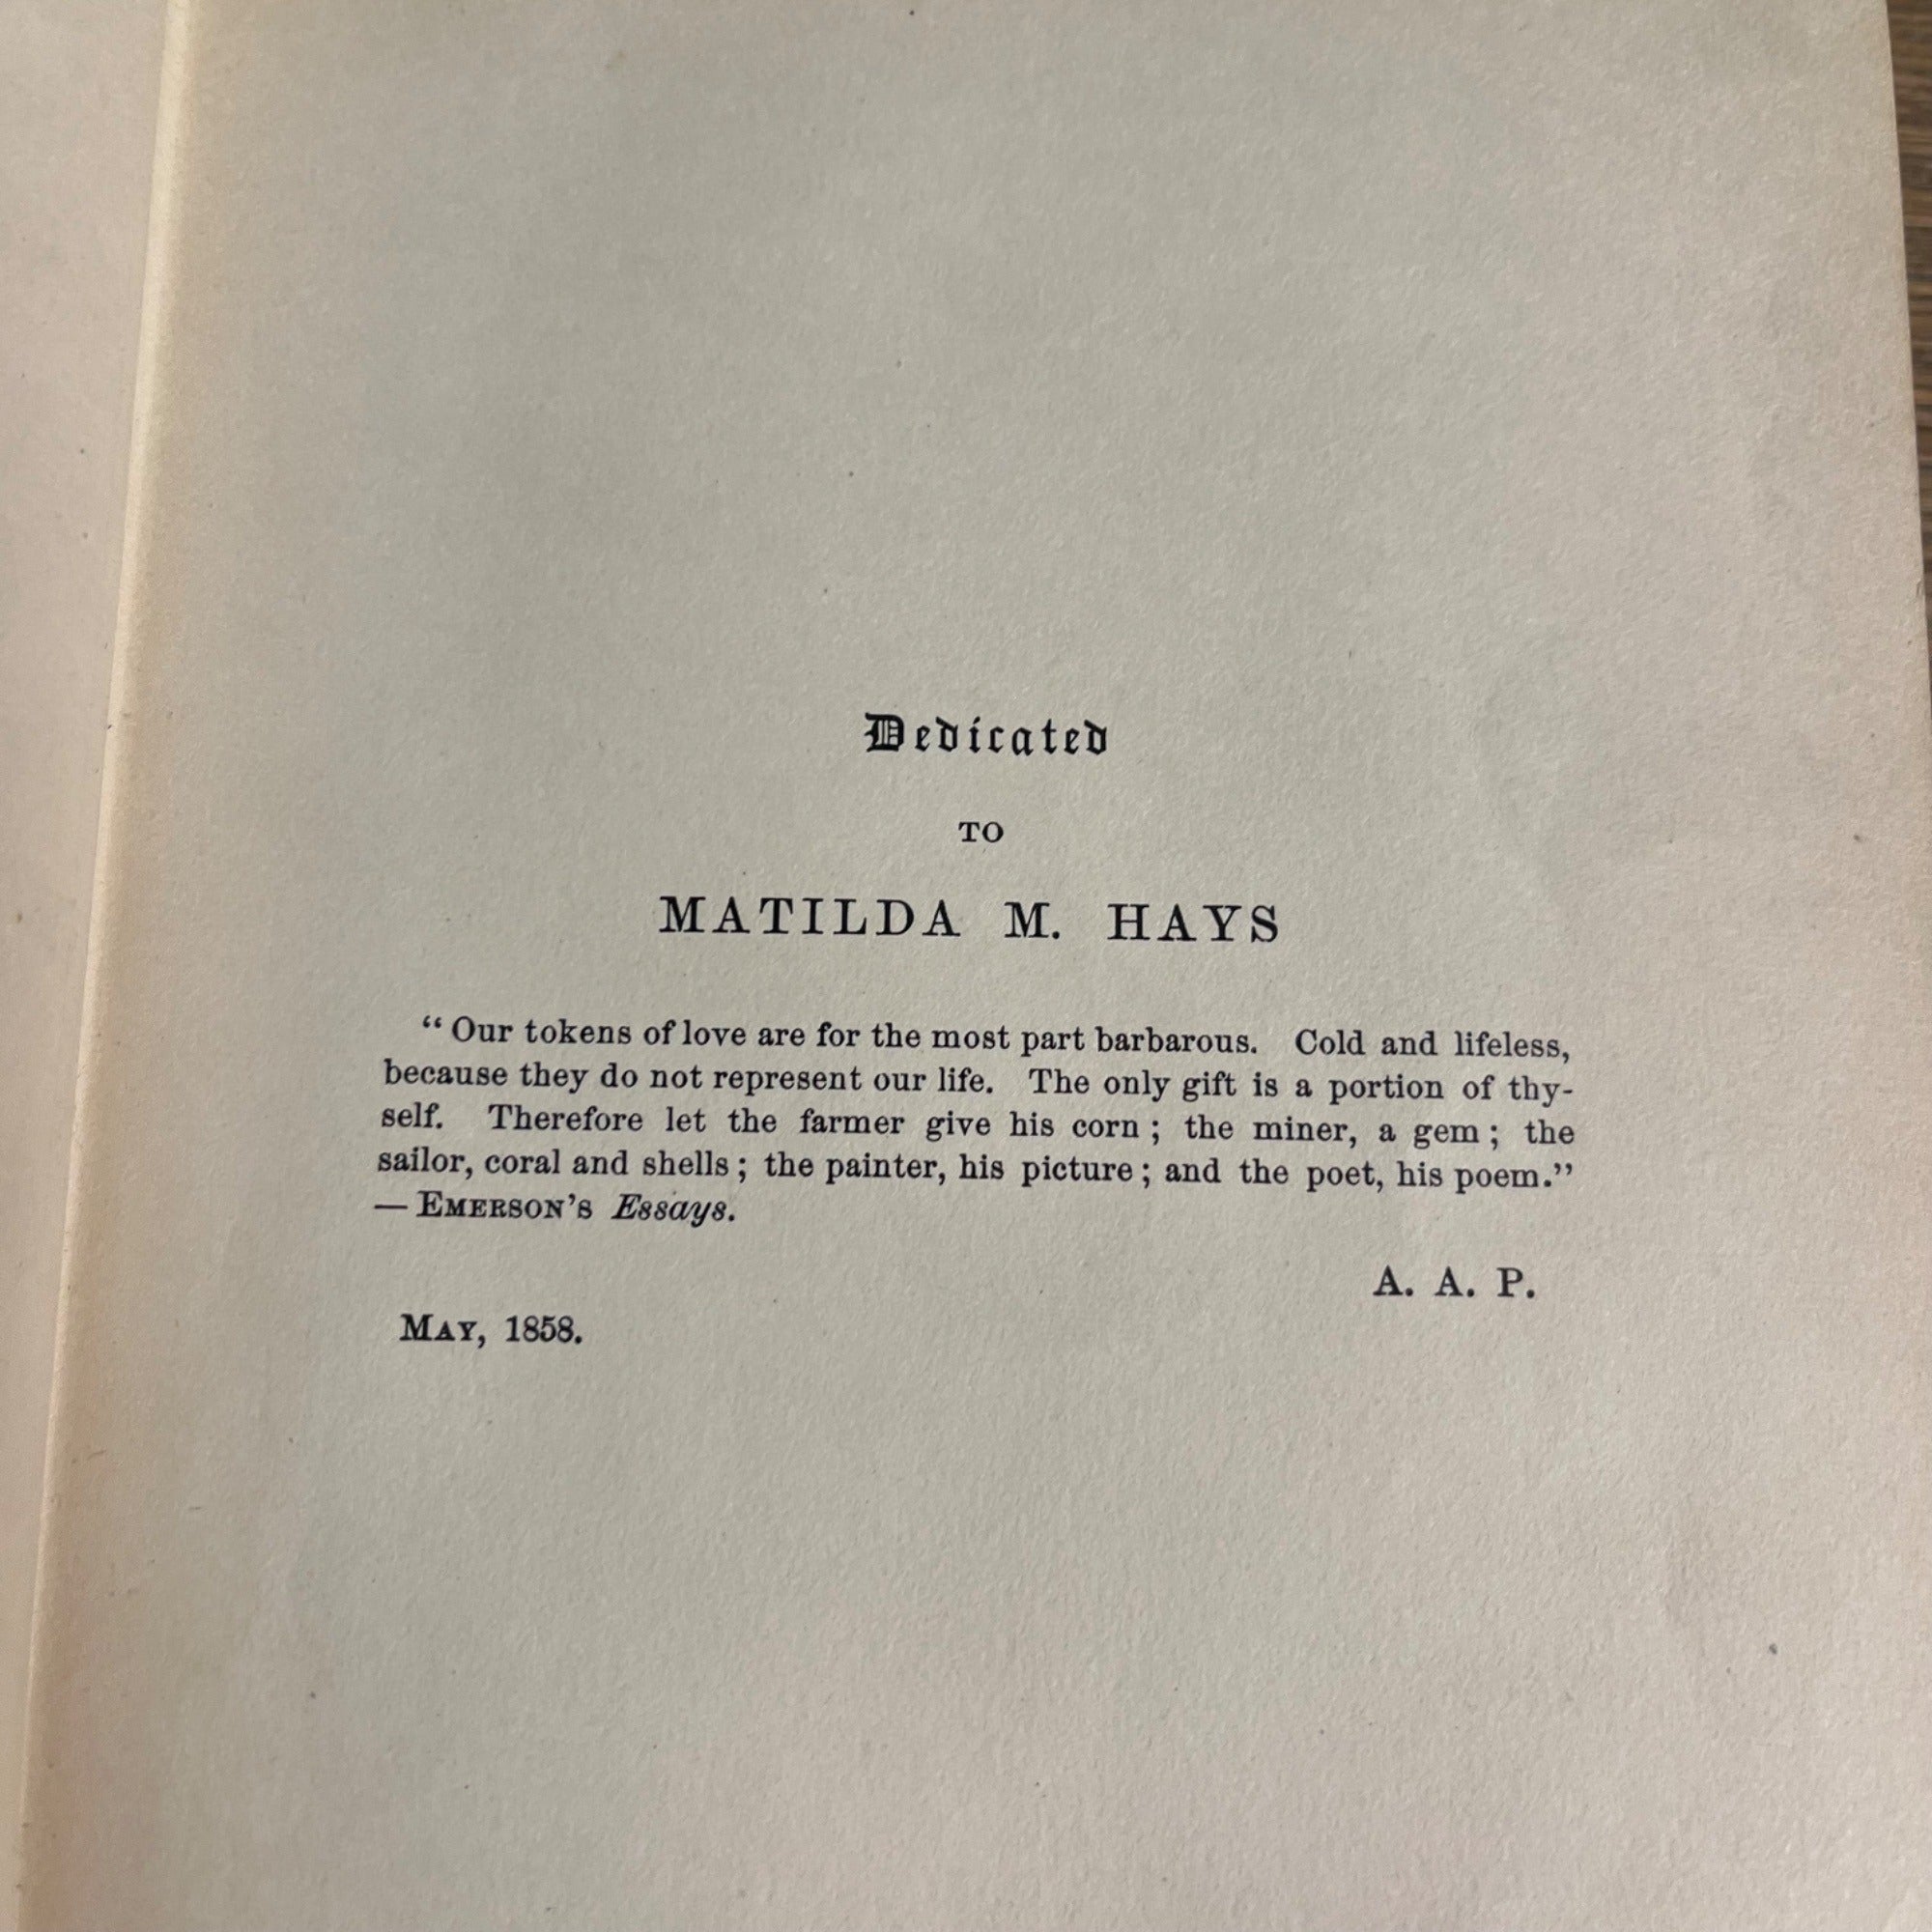 Dedicated
TO
MATILDA M. HAYS
“Our tokens of love are for the most part barbarous. Cold and lifeless,
because they do not represent our life. The only gift is a portion of thy-
self. Therefore let the farmer give his corn; the miner, a gem; the
sailor, coral and shells; the painter, his picture; and the poet, his poem.”
—EMERSON’S Essays.
A. A. P.
MAY, 1858.